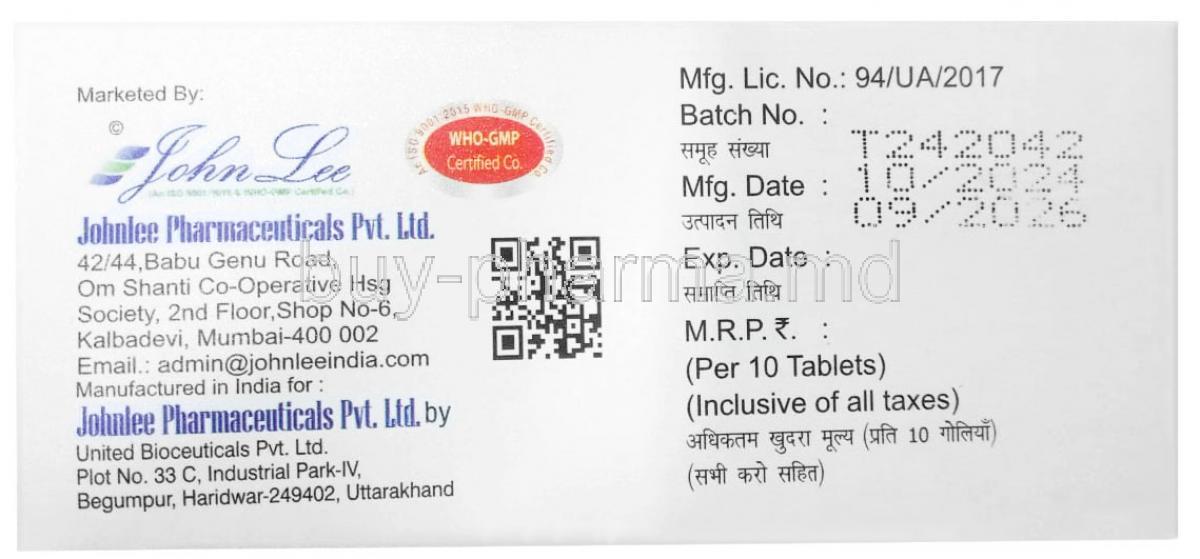 Marketed By:
©
John Lee
(An ISO 9001:2015 & WHO-GMP Certified Co.)
An ISO 9001:2015 WHO-GMP Certified Co.
WHO-GMP
Certified Co.
Johnlee Pharmaceuticals Pvt. Ltd.
42/44,Babu Genu Road,
Om Shanti Co-Operative Hsg
Society, 2nd Floor,Shop No-6,
Kalbadevi, Mumbai-400 002
Email.: admin@johnleeindia.com
Manufactured in India for :
Johnlee Pharmaceuticals Pvt. Ltd. by
United Bioceuticals Pvt. Ltd.
Plot No. 33 C, Industrial Park-IV,
Begumpur, Haridwar-249402, Uttarakhand
Mfg. Lic. No.: 94/UA/2017
Batch No. :
समूह संख्या
T242042
Mfg. Date : 10/2024
उत्पादन तिथि
09/2026
Exp. Date :
समाप्ति तिथि
M.R.P. ₹. :
(Per 10 Tablets)
(Inclusive of all taxes)
अधिकतम खुदरा मूल्य (प्रति 10 गोलियाँ)
(सभी करो सहित)
buy-pharma.md